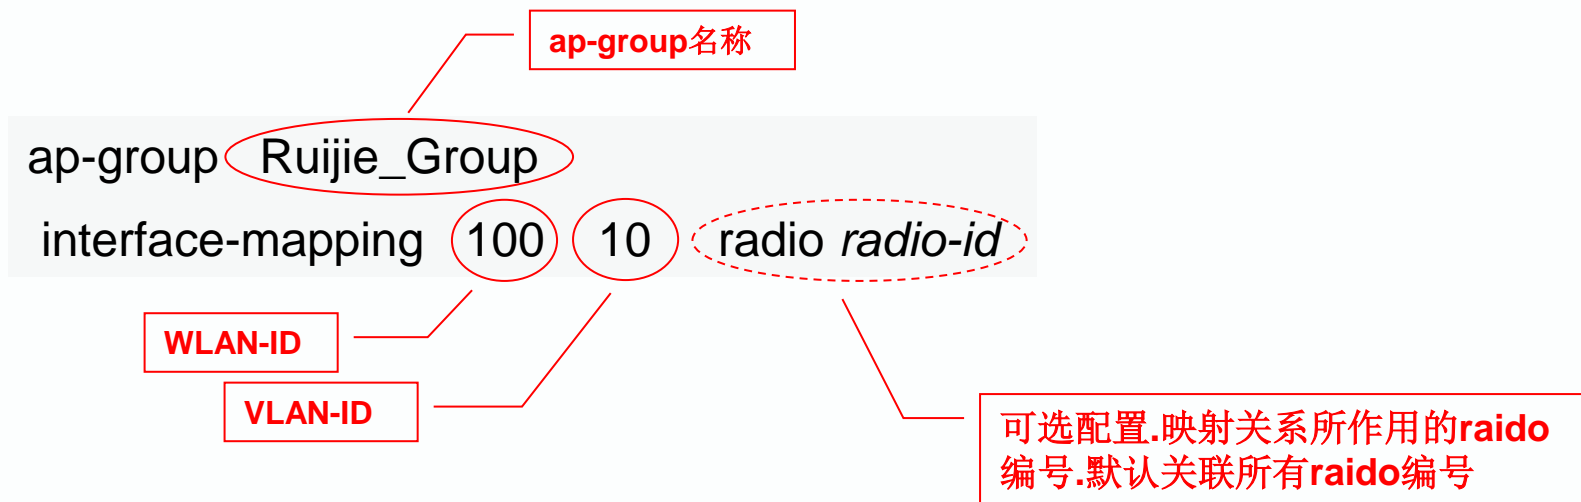 ap-group名称
ap-group Ruijie_Group
interface-mapping 100 10 radio radio-id
WLAN-ID
VLAN-ID
可选配置.映射关系所作用的raido
编号.默认关联所有raido编号